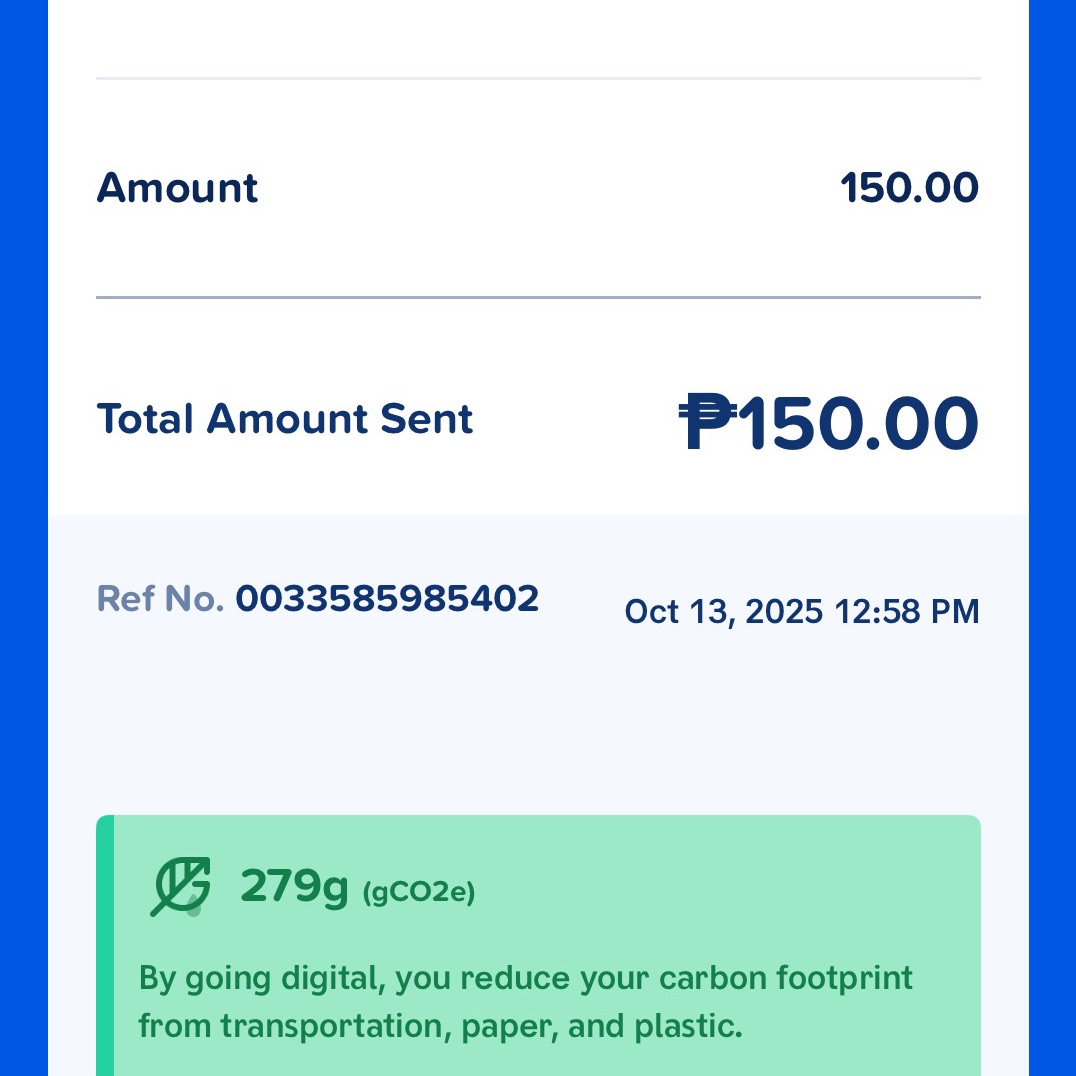 Amount 150.00
Total Amount Sent ₱150.00
Ref No. 0033585985402 Oct 13, 2025 12:58 PM
279g (gCO2e)
By going digital, you reduce your carbon footprint
from transportation, paper, and plastic.